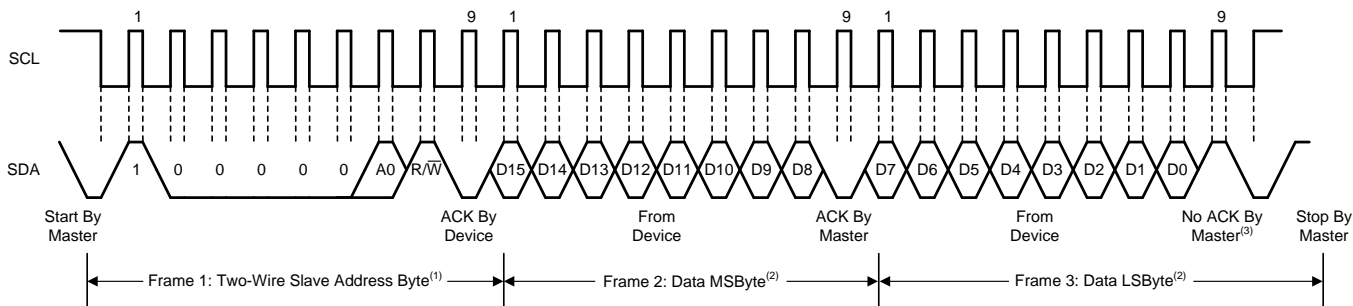 1 9 1 9 1 9
SCL
SDA
1 0 0 0 0 0 A0 R/W̅ D15 D14 D13 D12 D11 D10 D9 D8 D7 D6 D5 D4 D3 D2 D1 D0
Start By
Master
ACK By
Device
From
Device
ACK By
Master
From
Device
No ACK By
Master(3)
Stop By
Master
Frame 1: Two-Wire Slave Address Byte(1)
Frame 2: Data MSByte(2)
Frame 3: Data LSByte(2)